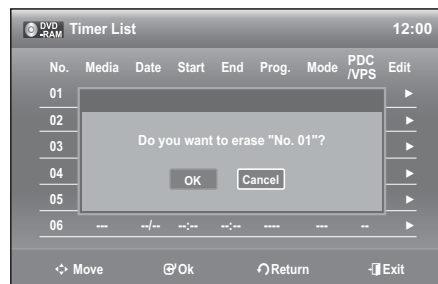 DVD-RAM Timer List 12:00
No. Media Date Start End Prog. Mode PDC/VPS Edit
01 ►
02 ►
Do you want to erase "No. 01"?
03 ►
04 ►
OK Cancel
05 ►
06 --- --/-- --:-- --:-- ---- --- -- ►
Move Ok Return Exit